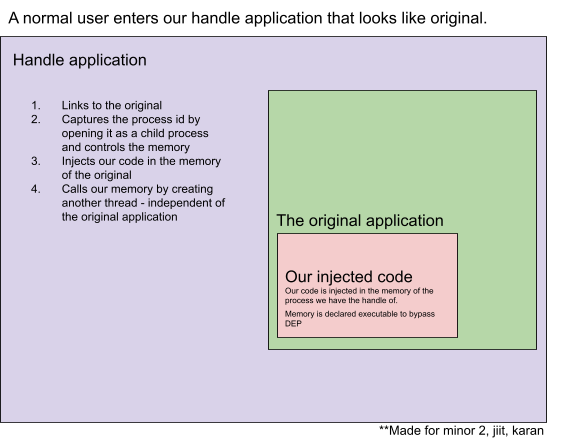 A normal user enters our handle application that looks like original.
Handle application
1. Links to the original
2. Captures the process id by
opening it as a child process
and controls the memory
3. Injects our code in the memory
of the original
4. Calls our memory by creating
another thread - independent of
the original application
The original application
Our injected code
Our code is injected in the memory of the
process we have the handle of.
Memory is declared executable to bypass
DEP
**Made for minor 2, jiit, karan